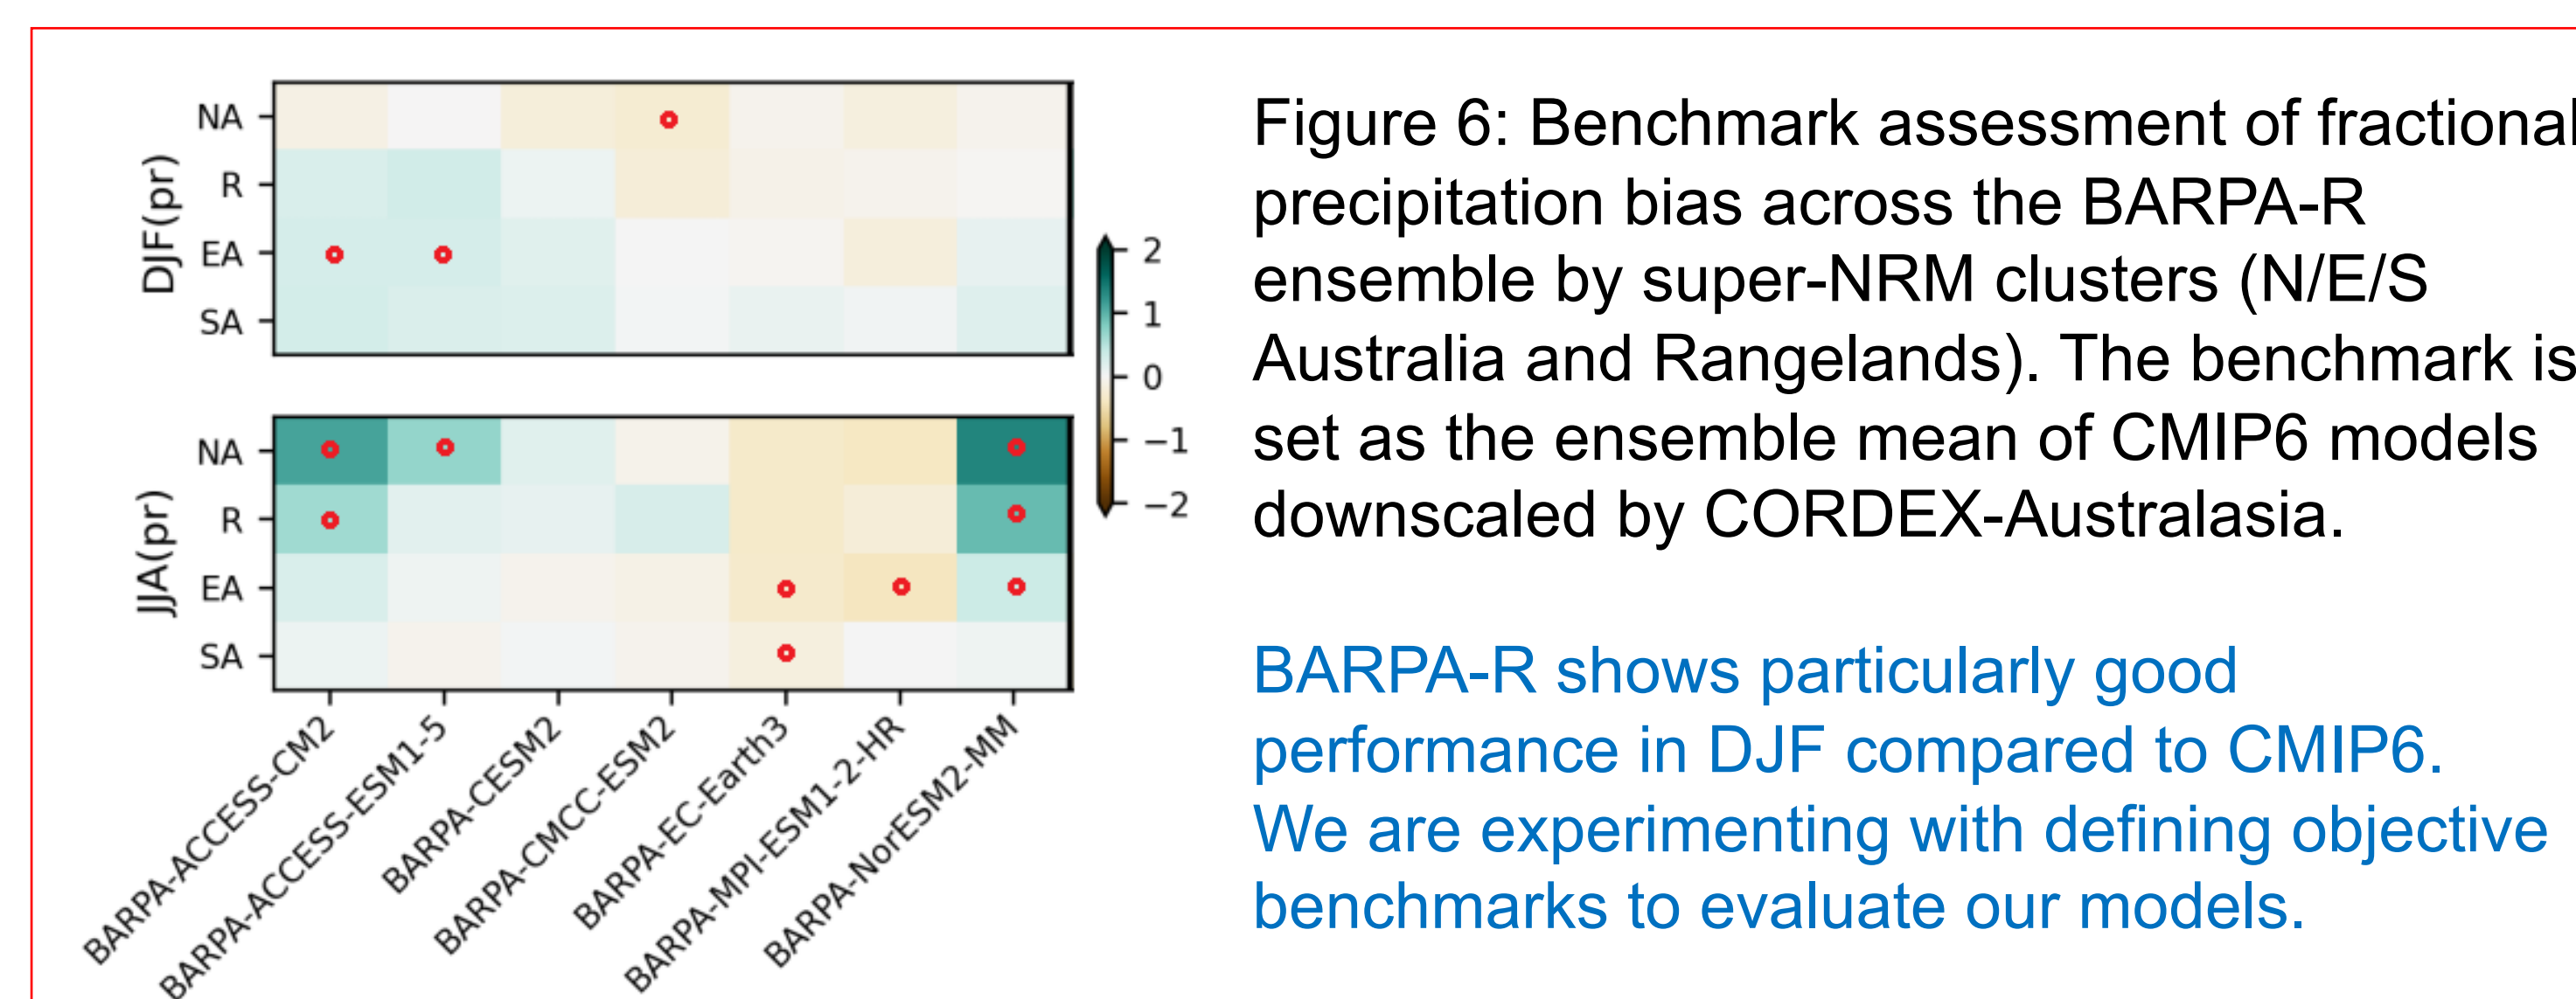 NA
R
EA
SA
DJF(pr)
NA
R
EA
SA
JJA(pr)
2
1
0
−1
−2
BARPA-ACCESS-CM2
BARPA-ACCESS-ESM1-5
BARPA-CESM2
BARPA-CMCC-ESM2
BARPA-EC-Earth3
BARPA-MPI-ESM1-2-HR
BARPA-NorESM2-MM
Figure 6: Benchmark assessment of fractional
precipitation bias across the BARPA-R
ensemble by super-NRM clusters (N/E/S
Australia and Rangelands). The benchmark is
set as the ensemble mean of CMIP6 models
downscaled by CORDEX-Australasia.
BARPA-R shows particularly good
performance in DJF compared to CMIP6.
We are experimenting with defining objective
benchmarks to evaluate our models.